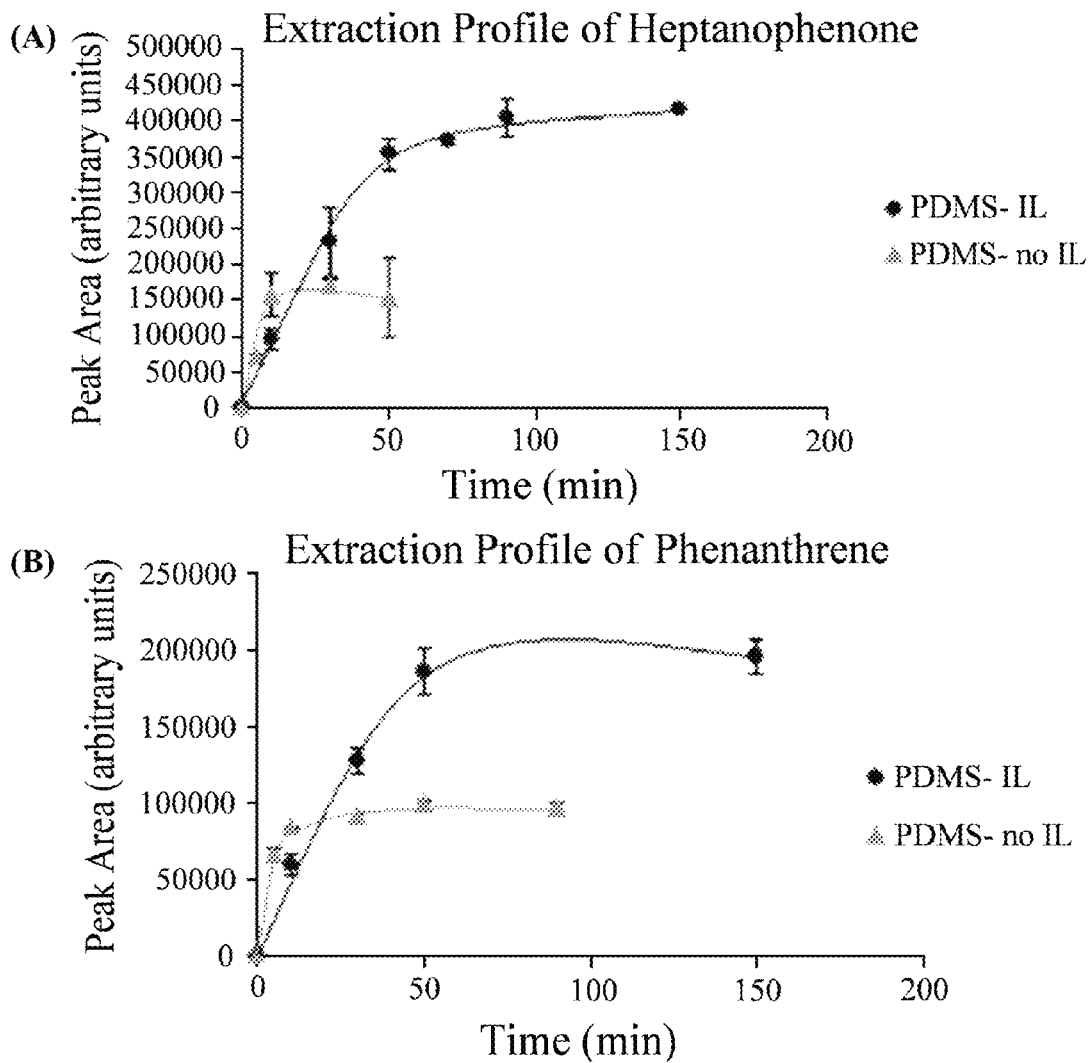 (A) Extraction Profile of Heptanophenone
Peak Area (arbitrary units)
500000
450000
400000
350000
300000
250000
200000
150000
100000
50000
0
0 50 100 150 200
Time (min)
PDMS- IL
PDMS- no IL
(B) Extraction Profile of Phenanthrene
Peak Area (arbitrary units)
250000
200000
150000
100000
50000
0
0 50 100 150 200
Time (min)
PDMS- IL
PDMS- no IL